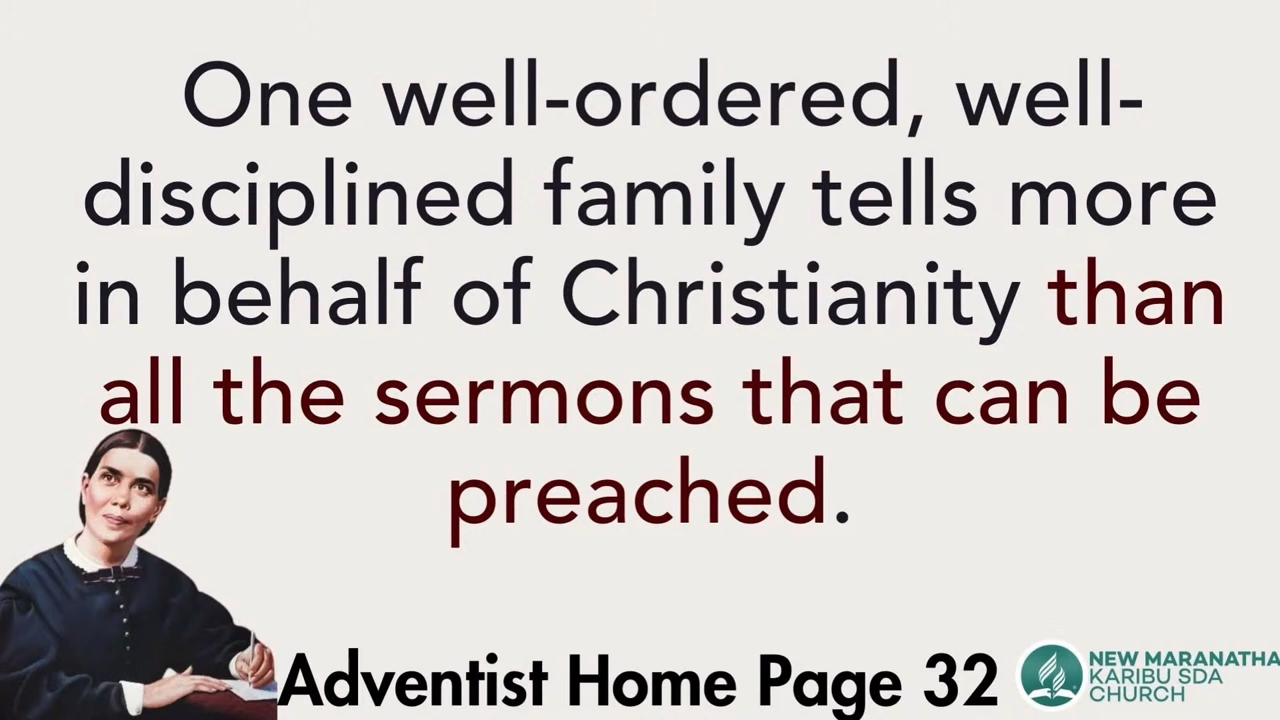 One well-ordered, well-
disciplined family tells more
in behalf of Christianity than
all the sermons that can be
preached.
Adventist Home Page 32
NEW MARANATHA
KARIBU SDA
CHURCH